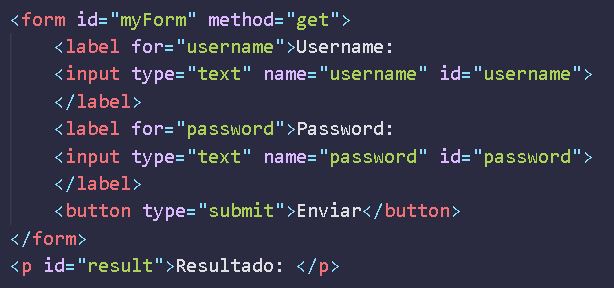 <form id="myForm" method="get">
<label for="username">Username:
<input type="text" name="username" id="username">
</label>
<label for="password">Password:
<input type="text" name="password" id="password">
</label>
<button type="submit">Enviar</button>
</form>
<p id="result">Resultado: </p>